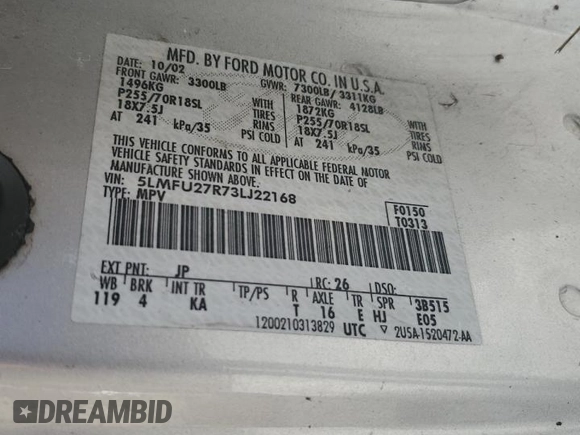 MFD. BY FORD MOTOR CO. IN U.S.A.
10/02 GVWR: 7300LB/ 3311KG
FRONT GAWR: 3300LB REAR GAWR: 4128LB
1496KG 1872KG
P255/70R18SL TIRES P255/70R18SL TIRES
18X7.5J RIMS 18X7.5J RIMS
AT 241 kPa/35 PSI COLD AT 241 kPa/35 PSI COLD
THIS VEHICLE CONFORMS TO ALL APPLICABLE FEDERAL MOTOR
VEHICLE SAFETY STANDARDS IN EFFECT ON THE DATE OF
MANUFACTURE SHOWN ABOVE.
VIN: 5LMFU27R73LJ22168
TYPE: MPV
F0150
T0313
EXT PNT: JP RC: 26 DSO:
WB BRK INT TR TP/PS R AXLE TR SPR 3B515
119 4 KA T 16 E HJ E05
1200210313829 UTC 2U5A-1520472-AA
DREAMBID